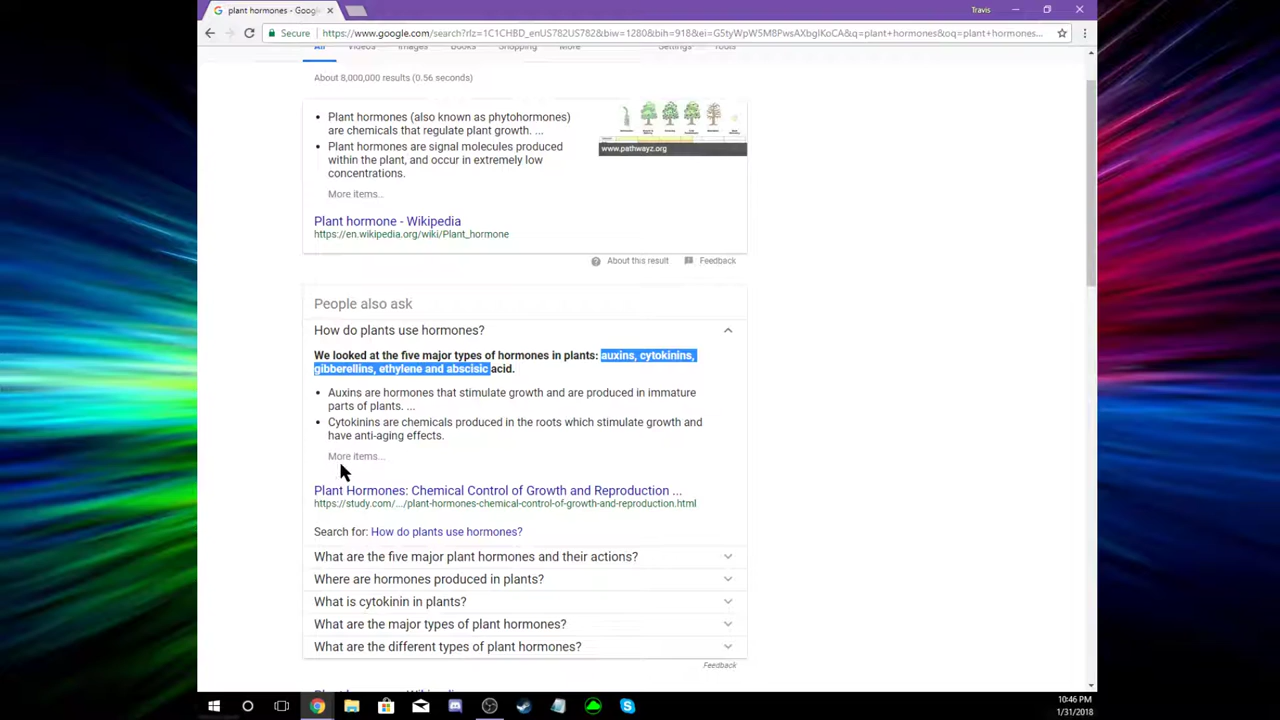 plant hormones - Googl
Travis
Secure
https://www.google.com/search?rlz=1C1CHBD_enUS782US782&biw=1280&bih=918&ei=G5tyWpW5M8PwsAXbgIKoCA&q=plant+hormones&oq=plant+hormones...
All Videos Images Books Shopping More Settings Tools
About 8,000,000 results (0.56 seconds)
• Plant hormones (also known as phytohormones)
are chemicals that regulate plant growth. ...
• Plant hormones are signal molecules produced
within the plant, and occur in extremely low
concentrations.
More items...
www.pathwayz.org
Plant hormone - Wikipedia
https://en.wikipedia.org/wiki/Plant_hormone
About this result Feedback
People also ask
How do plants use hormones?
We looked at the five major types of hormones in plants: auxins, cytokinins,
gibberellins, ethylene and abscisic acid.
• Auxins are hormones that stimulate growth and are produced in immature
parts of plants. ...
• Cytokinins are chemicals produced in the roots which stimulate growth and
have anti-aging effects.
More items...
Plant Hormones: Chemical Control of Growth and Reproduction ...
https://study.com/.../plant-hormones-chemical-control-of-growth-and-reproduction.html
Search for: How do plants use hormones?
What are the five major plant hormones and their actions?
Where are hormones produced in plants?
What is cytokinin in plants?
What are the major types of plant hormones?
What are the different types of plant hormones?
Feedback
10:46 PM
1/31/2018